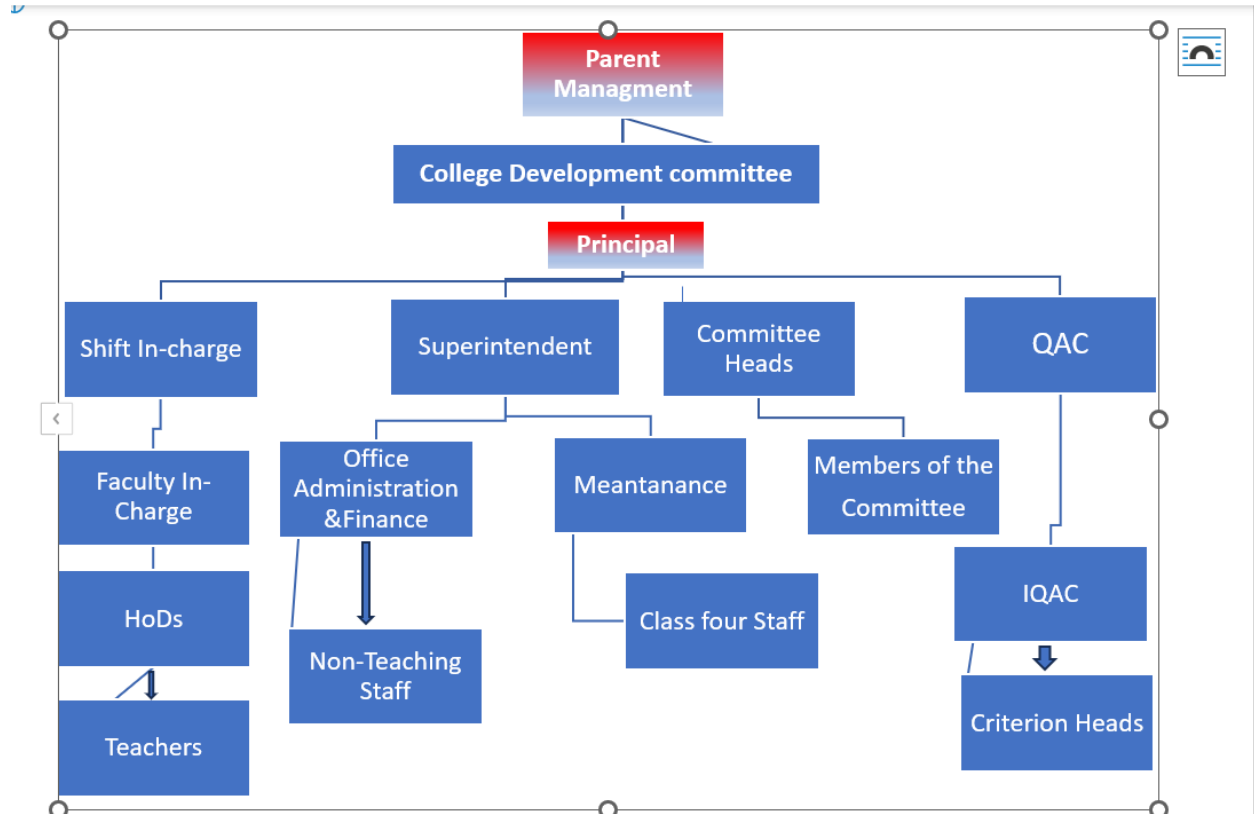 Parent
Managment
College Development committee
Principal
Shift In-charge
Superintendent
Committee
Heads
QAC
Faculty In-
Charge
Office
Administration
&Finance
Meantanance
Members of the
Committee
HoDs
Non-Teaching
Staff
Class four Staff
IQAC
Teachers
Criterion Heads